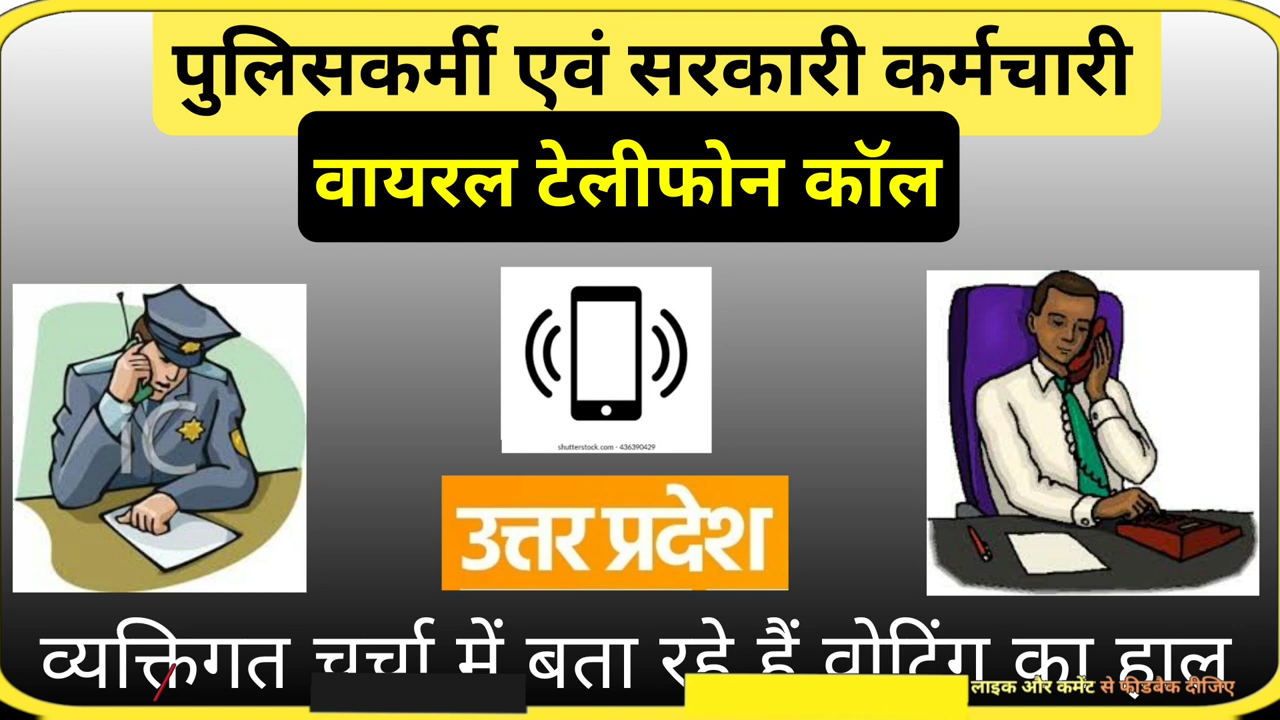 पुलिसकर्मी एवं सरकारी कर्मचारी
वायरल टेलीफोन कॉल
IC
shutterstock.com · 436390429
उत्तर प्रदेश
व्यक्तिगत चर्चा में बता रहे हैं वोटिंग का हाल
लाइक और कमेंट से फीडबैक दीजिए